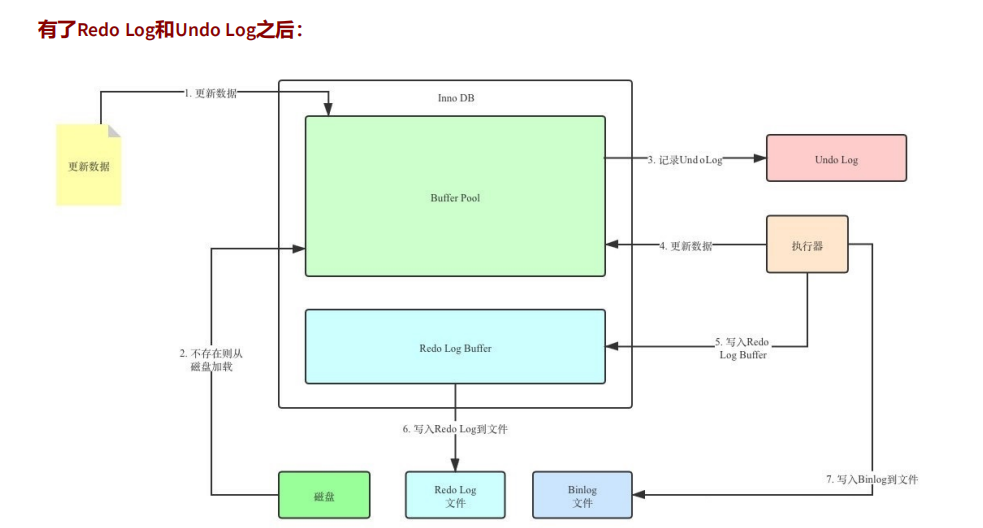 有了Redo Log和Undo Log之后：
1. 更新数据
Inno DB
更新数据
Buffer Pool
3. 记录UndoLog
Undo Log
4. 更新数据
执行器
2. 不存在则从
磁盘加载
Redo Log Buffer
5. 写入Redo
Log Buffer
6. 写入Redo Log到文件
7. 写入Binlog到文件
磁盘
Redo Log
文件
Binlog
文件